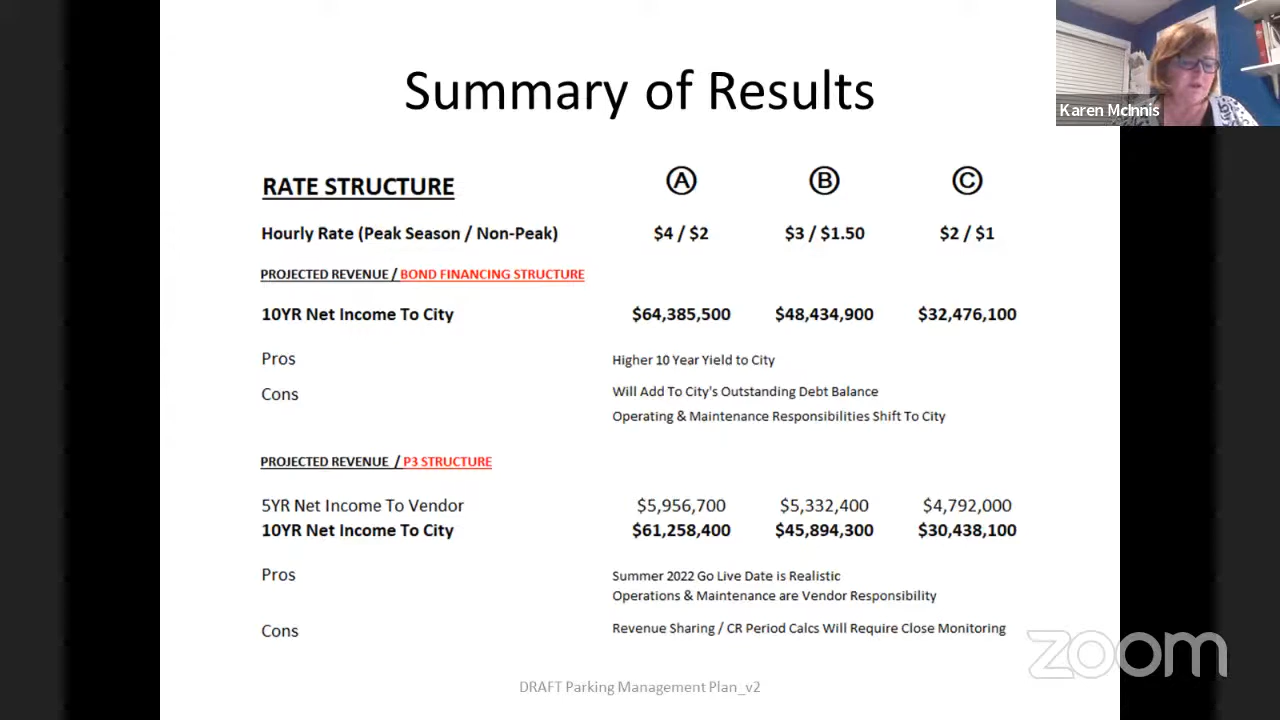 Summary of Results
Karen McInnis
RATE STRUCTURE Ⓐ Ⓑ Ⓒ
Hourly Rate (Peak Season / Non-Peak) $4 / $2 $3 / $1.50 $2 / $1
PROJECTED REVENUE / BOND FINANCING STRUCTURE
10YR Net Income To City $64,385,500 $48,434,900 $32,476,100
Pros Higher 10 Year Yield to City
Cons Will Add To City's Outstanding Debt Balance
Operating & Maintenance Responsibilities Shift To City
PROJECTED REVENUE / P3 STRUCTURE
5YR Net Income To Vendor $5,956,700 $5,332,400 $4,792,000
10YR Net Income To City $61,258,400 $45,894,300 $30,438,100
Pros Summer 2022 Go Live Date is Realistic
Operations & Maintenance are Vendor Responsibility
Cons Revenue Sharing / CR Period Calcs Will Require Close Monitoring
zoom
DRAFT Parking Management Plan_v2